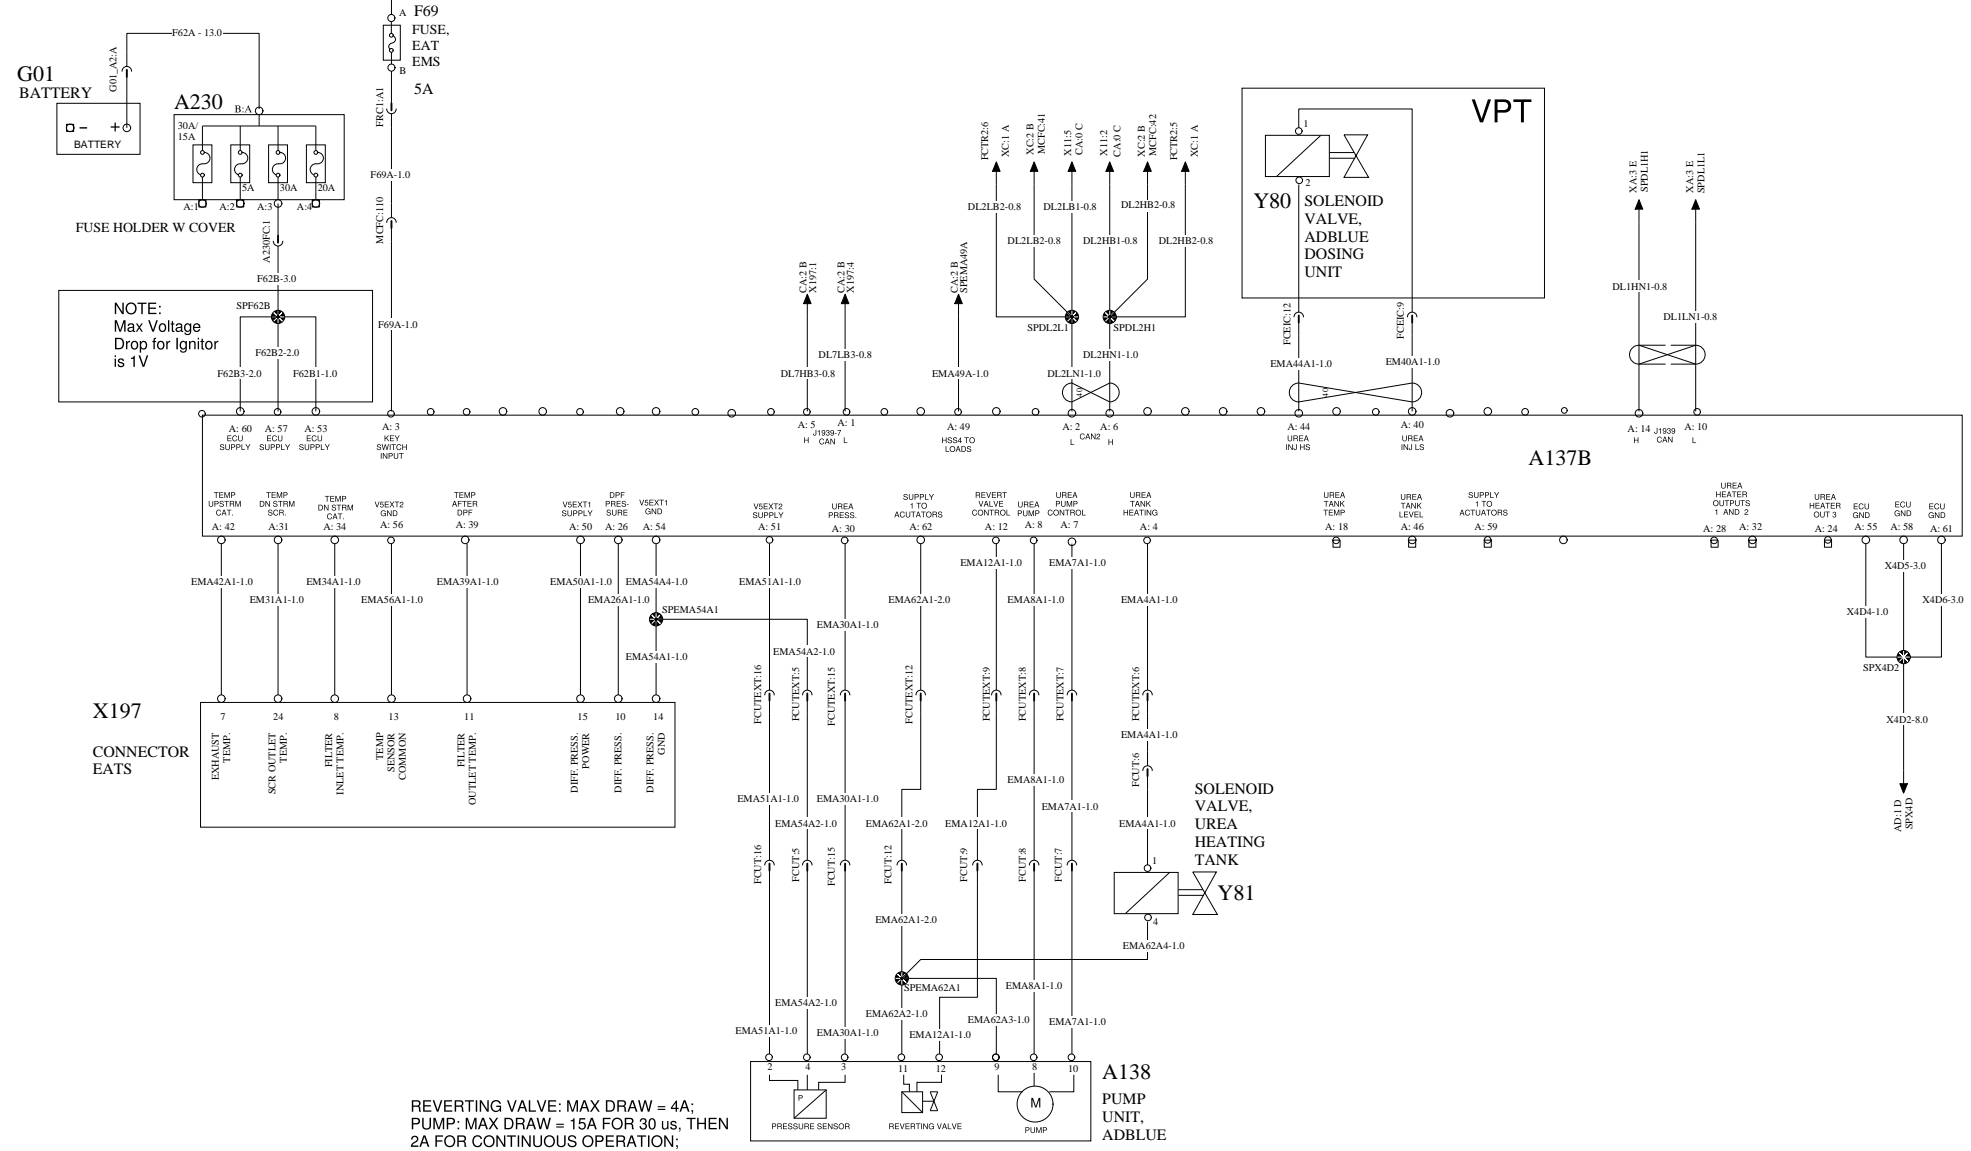 G01
BATTERY
BATTERY
G01_A2:A
F62A - 13.0
A230
B:A
30A/
15A
5A
30A
20A
A:1
A:2
A:3
A:4
FUSE HOLDER W COVER
A230FC:1
F62B-3.0
NOTE:
Max Voltage
Drop for Ignitor
is 1V
SPF62B
F62B2-2.0
F62B3-2.0
F62B1-1.0
A
F69
FUSE,
EAT
EMS
B
5A
FRC1:A1
F69A-1.0
MCFC:110
F69A-1.0
CA:2 B
X197:1
CA:2 B
X197:4
DL7LB3-0.8
DL7HB3-0.8
CA:2 B
SPEMA49A
EMA49A-1.0
FCTR2:6
XC:1 A
XC:2 B
MCFC:41
X11:5
CA:0 C
X11:2
CA:0 C
XC:2 B
MCFC:42
FCTR2:5
XC:1 A
DL2LB2-0.8
DL2LB1-0.8
DL2HB2-0.8
DL2LB2-0.8
DL2HB1-0.8
DL2HB2-0.8
SPDL2L1
SPDL2H1
DL2HN1-1.0
DL2LN1-1.0
40
VPT
1
2
Y80
SOLENOID
VALVE,
ADBLUE
DOSING
UNIT
FCEIC:12
FCEIC:9
EMA44A1-1.0
EM40A1-1.0
40
XA:3 E
SPDL1H1
XA:3 E
SPDL1L1
DL1HN1-0.8
DL1LN1-0.8
A: 60
ECU
SUPPLY
A: 57
ECU
SUPPLY
A: 53
ECU
SUPPLY
A: 3
KEY
SWITCH
INPUT
A: 5
H
J1939-7
CAN
A: 1
L
A: 49
HSS4 TO
LOADS
A: 2
L
CAN2
A: 6
H
A: 44
UREA
INJ HS
A: 40
UREA
INJ LS
A: 14
H
J1939
CAN
A: 10
L
A137B
TEMP
UPSTRM
CAT.
A: 42
TEMP
DN STRM
SCR.
A:31
TEMP
DN STRM
CAT.
A: 34
V5EXT2
GND
A: 56
TEMP
AFTER
DPF
A: 39
V5EXT1
SUPPLY
A: 50
DPF
PRES-
SURE
A: 26
V5EXT1
GND
A: 54
V5EXT2
SUPPLY
A: 51
UREA
PRESS.
A: 30
SUPPLY
1 TO
ACUTATORS
A: 62
REVERT
VALVE
CONTROL
A: 12
UREA
PUMP
A: 8
UREA
PUMP
CONTROL
A: 7
UREA
TANK
HEATING
A: 4
UREA
TANK
TEMP
A: 18
UREA
TANK
LEVEL
A: 46
SUPPLY
1 TO
ACTUATORS
A: 59
UREA
HEATER
OUTPUTS
1 AND 2
A: 28
A: 32
UREA
HEATER
OUT 3
A: 24
ECU
GND
A: 55
ECU
GND
A: 58
ECU
GND
A: 61
EMA42A1-1.0
EM31A1-1.0
EM34A1-1.0
EMA56A1-1.0
EMA39A1-1.0
EMA50A1-1.0
EMA26A1-1.0
EMA54A4-1.0
SPEMA54A1
EMA54A1-1.0
EMA51A1-1.0
EMA54A2-1.0
EMA30A1-1.0
EMA62A1-2.0
EMA12A1-1.0
EMA8A1-1.0
EMA7A1-1.0
EMA4A1-1.0
X4D5-3.0
X4D4-1.0
X4D6-3.0
SPX4D2
X4D2-8.0
AD:1 D
SPX4D
FCUTEXT:16
FCUTEXT:5
FCUTEXT:15
FCUTEXT:12
FCUTEXT:9
FCUTEXT:8
FCUTEXT:7
FCUTEXT:6
X197
CONNECTOR
EATS
7
EXHAUST
TEMP.
24
SCR OUTLET
TEMP.
8
FILTER
INLET TEMP.
13
TEMP
SENSOR
COMMON
11
FILTER
OUTLET TEMP.
15
DIFF. PRESS.
POWER
10
DIFF. PRESS.
14
DIFF. PRESS.
GND
EMA4A1-1.0
FCUT:6
EMA8A1-1.0
EMA51A1-1.0
EMA30A1-1.0
EMA7A1-1.0
EMA54A2-1.0
EMA62A1-2.0
EMA12A1-1.0
EMA4A1-1.0
SOLENOID
VALVE,
UREA
HEATING
TANK
FCUT:16
FCUT:5
FCUT:15
FCUT:12
FCUT:9
FCUT:8
FCUT:7
1
Y81
4
EMA62A1-2.0
EMA62A4-1.0
SPEMA62A1
EMA8A1-1.0
EMA54A2-1.0
EMA62A2-1.0
EMA62A3-1.0
EMA7A1-1.0
EMA51A1-1.0
EMA30A1-1.0
EMA12A1-1.0
2
4
3
11
12
9
8
10
P
PRESSURE SENSOR
REVERTING VALVE
M
PUMP
A138
PUMP
UNIT,
ADBLUE
REVERTING VALVE: MAX DRAW = 4A;
PUMP: MAX DRAW = 15A FOR 30 us, THEN
2A FOR CONTINUOUS OPERATION;